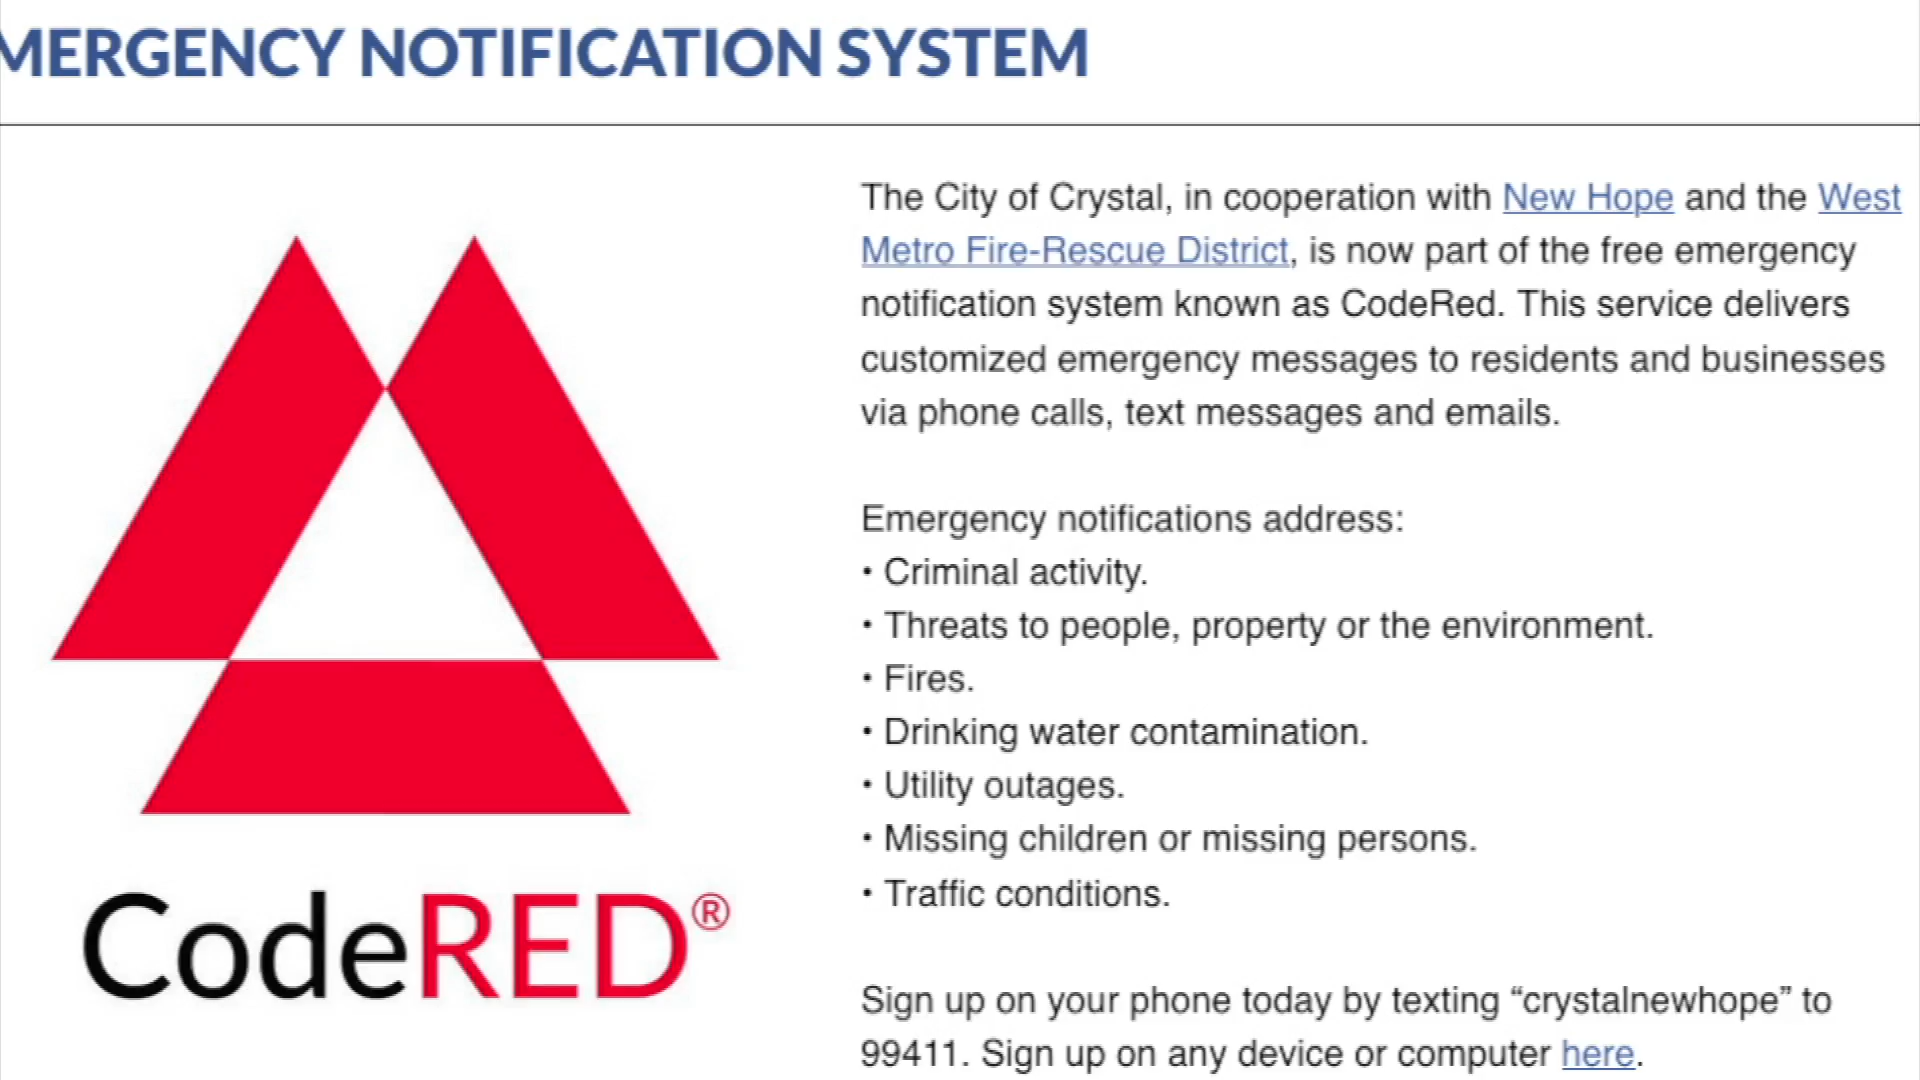 MERGENCY NOTIFICATION SYSTEM
The City of Crystal, in cooperation with New Hope and the West
Metro Fire-Rescue District, is now part of the free emergency
notification system known as CodeRed. This service delivers
customized emergency messages to residents and businesses
via phone calls, text messages and emails.
Emergency notifications address:
• Criminal activity.
• Threats to people, property or the environment.
• Fires.
• Drinking water contamination.
• Utility outages.
• Missing children or missing persons.
• Traffic conditions.
Sign up on your phone today by texting “crystalnewhope” to
99411. Sign up on any device or computer here.
CodeRED®